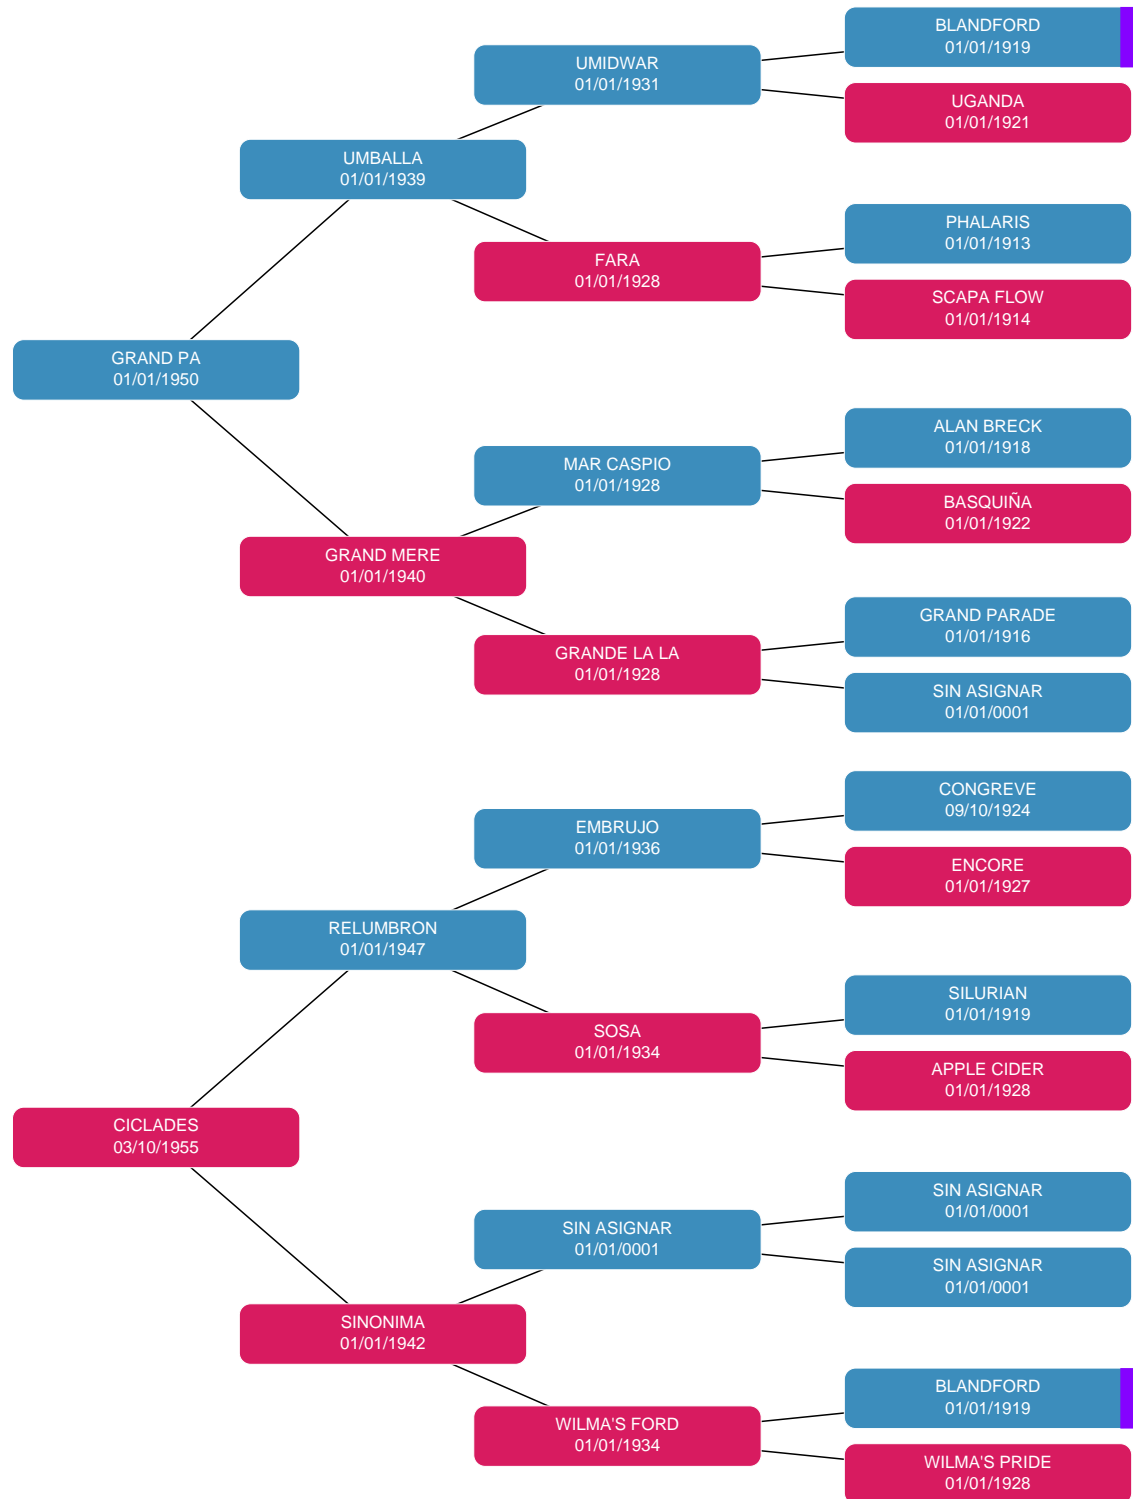 BLANDFORD
01/01/1919
UMIDWAR
01/01/1931
UGANDA
01/01/1921
UMBALLA
01/01/1939
PHALARIS
01/01/1913
FARA
01/01/1928
SCAPA FLOW
01/01/1914
GRAND PA
01/01/1950
ALAN BRECK
01/01/1918
MAR CASPIO
01/01/1928
BASQUIÑA
01/01/1922
GRAND MERE
01/01/1940
GRAND PARADE
01/01/1916
GRANDE LA LA
01/01/1928
SIN ASIGNAR
01/01/0001
CONGREVE
09/10/1924
EMBRUJO
01/01/1936
ENCORE
01/01/1927
RELUMBRON
01/01/1947
SILURIAN
01/01/1919
SOSA
01/01/1934
APPLE CIDER
01/01/1928
CICLADES
03/10/1955
SIN ASIGNAR
01/01/0001
SIN ASIGNAR
01/01/0001
SIN ASIGNAR
01/01/0001
SINONIMA
01/01/1942
BLANDFORD
01/01/1919
WILMA'S FORD
01/01/1934
WILMA'S PRIDE
01/01/1928